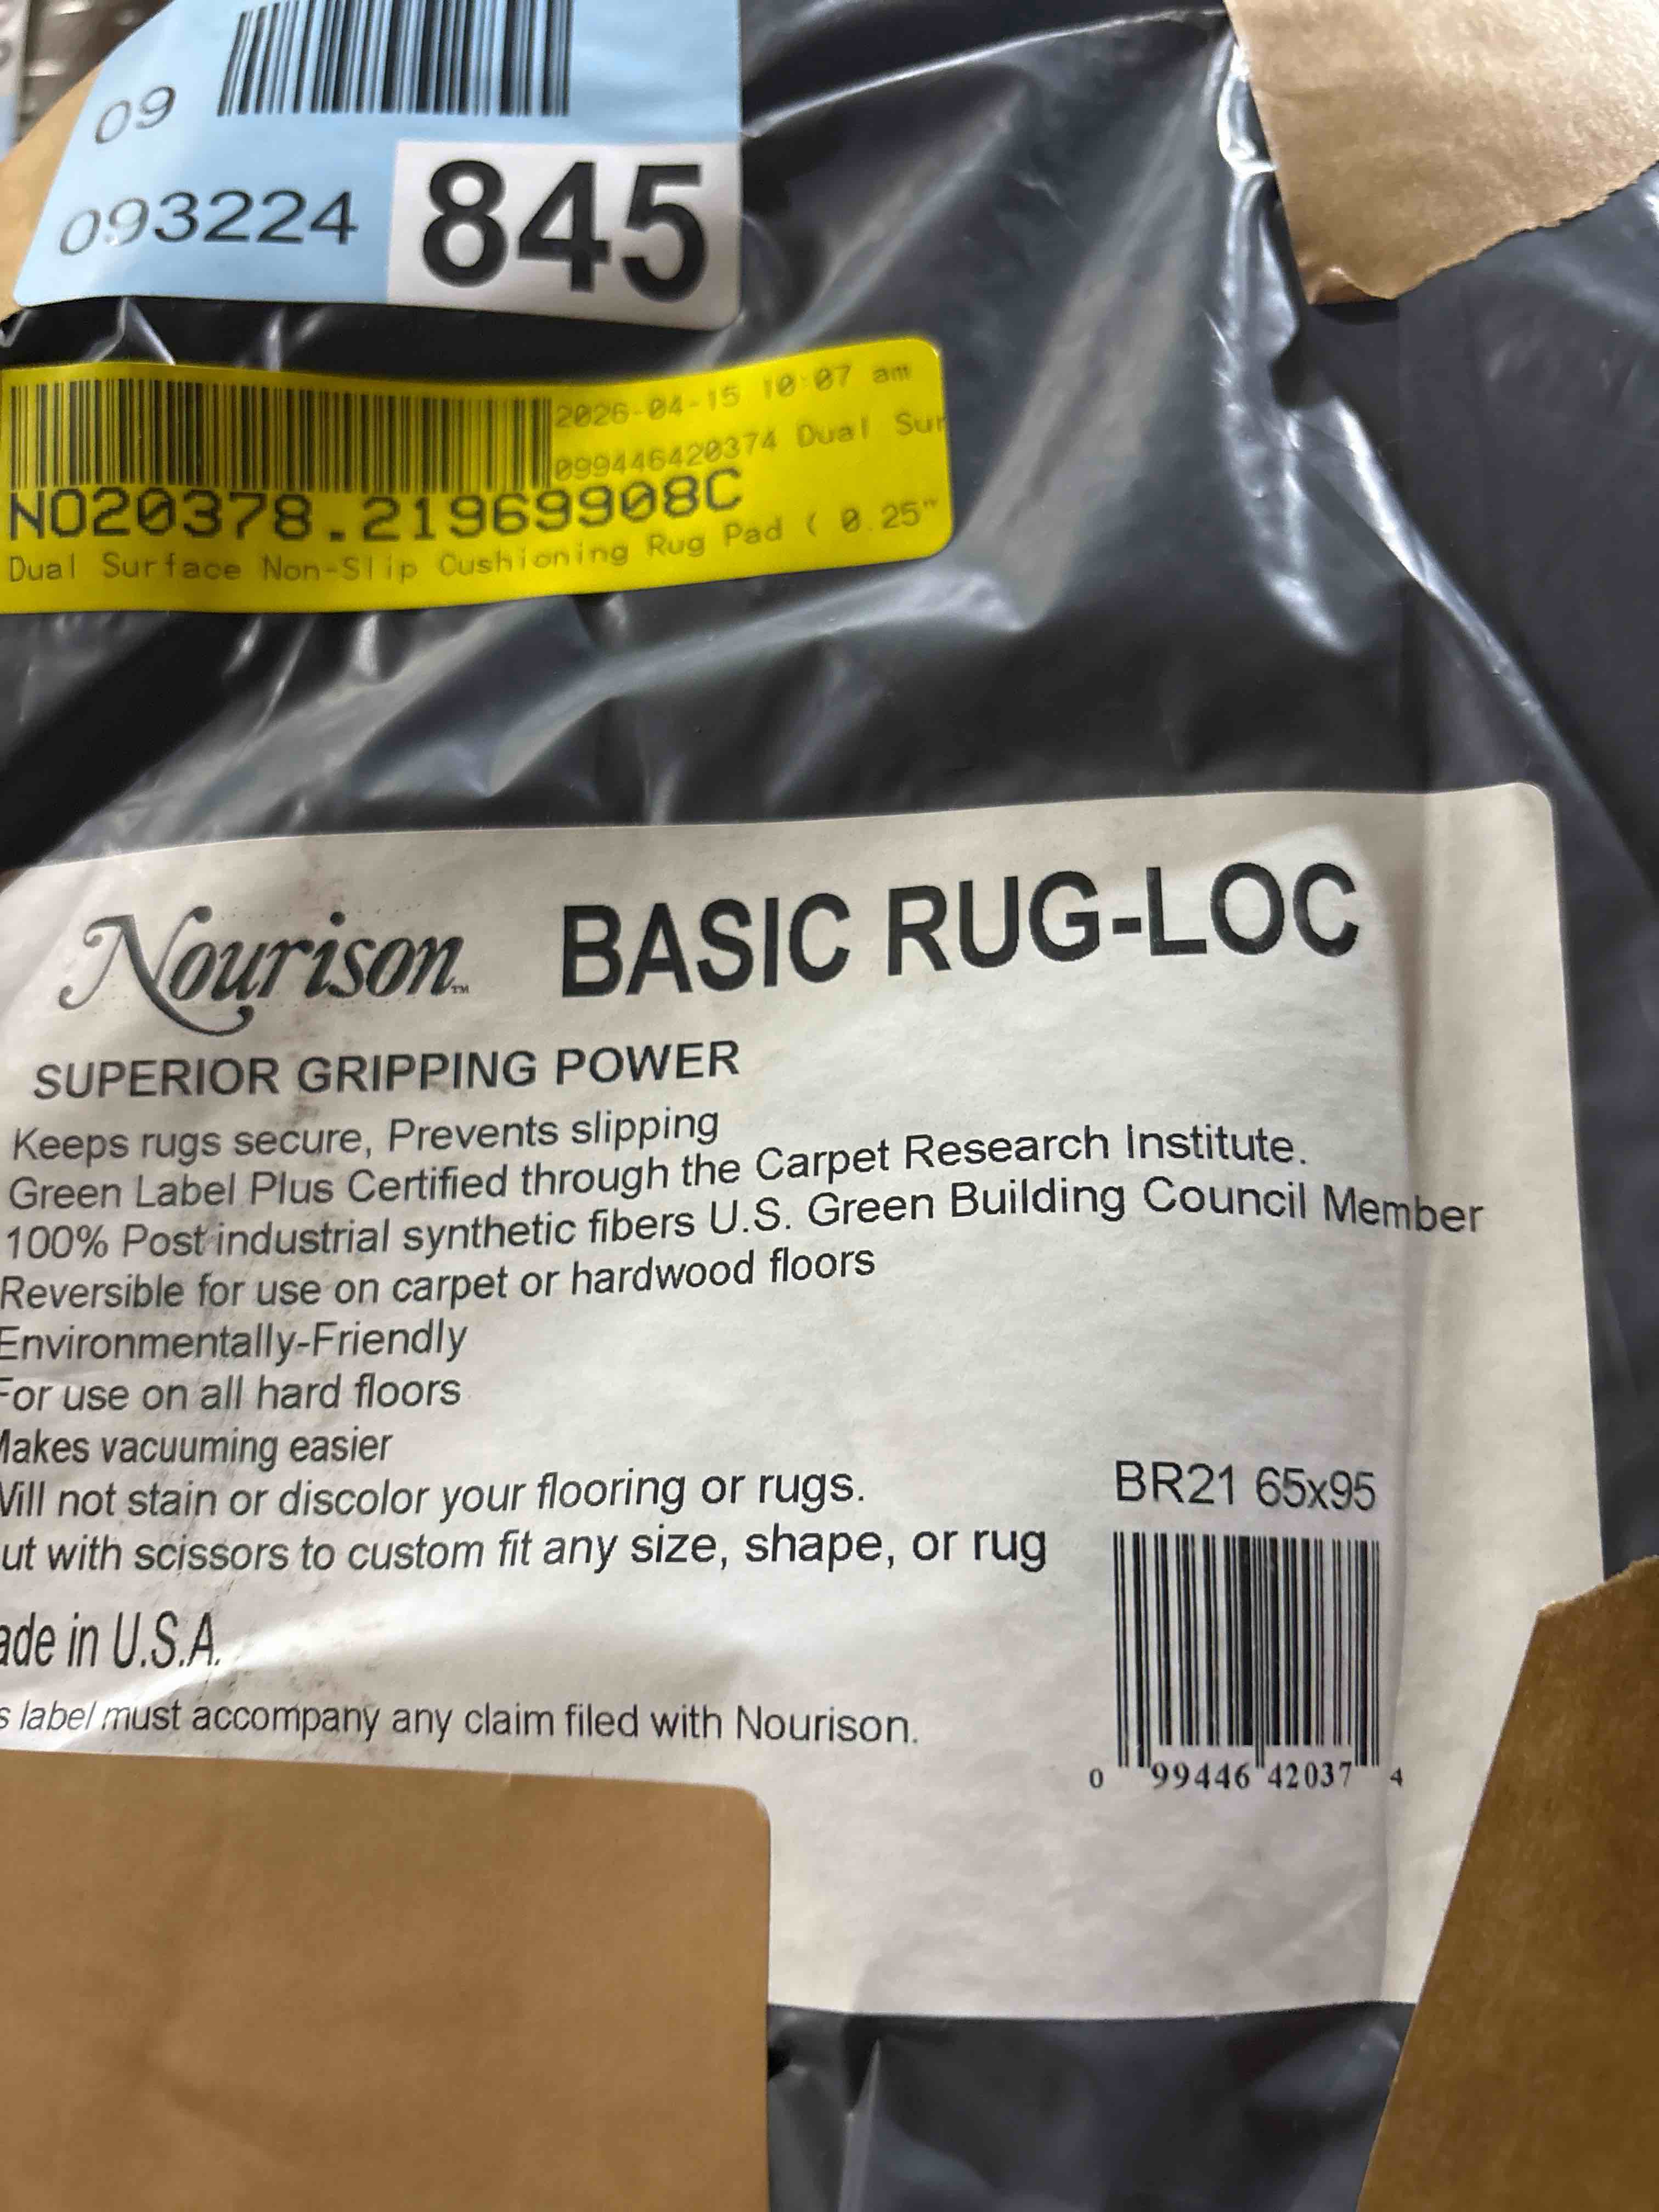 09
093224 845
2026-04-15 10:07 am
099446420374 Dual Sur
NO20378.21969908C
Dual Surface Non-Slip Cushioning Rug Pad ( 0.25"
Nourison™ BASIC RUG-LOC
SUPERIOR GRIPPING POWER
Keeps rugs secure, Prevents slipping
Green Label Plus Certified through the Carpet Research Institute.
100% Post industrial synthetic fibers U.S. Green Building Council Member
Reversible for use on carpet or hardwood floors
Environmentally-Friendly
For use on all hard floors
Makes vacuuming easier
Will not stain or discolor your flooring or rugs.
ut with scissors to custom fit any size, shape, or rug
BR21 65x95
ade in U.S.A.
s label must accompany any claim filed with Nourison.
0 99446 42037 4